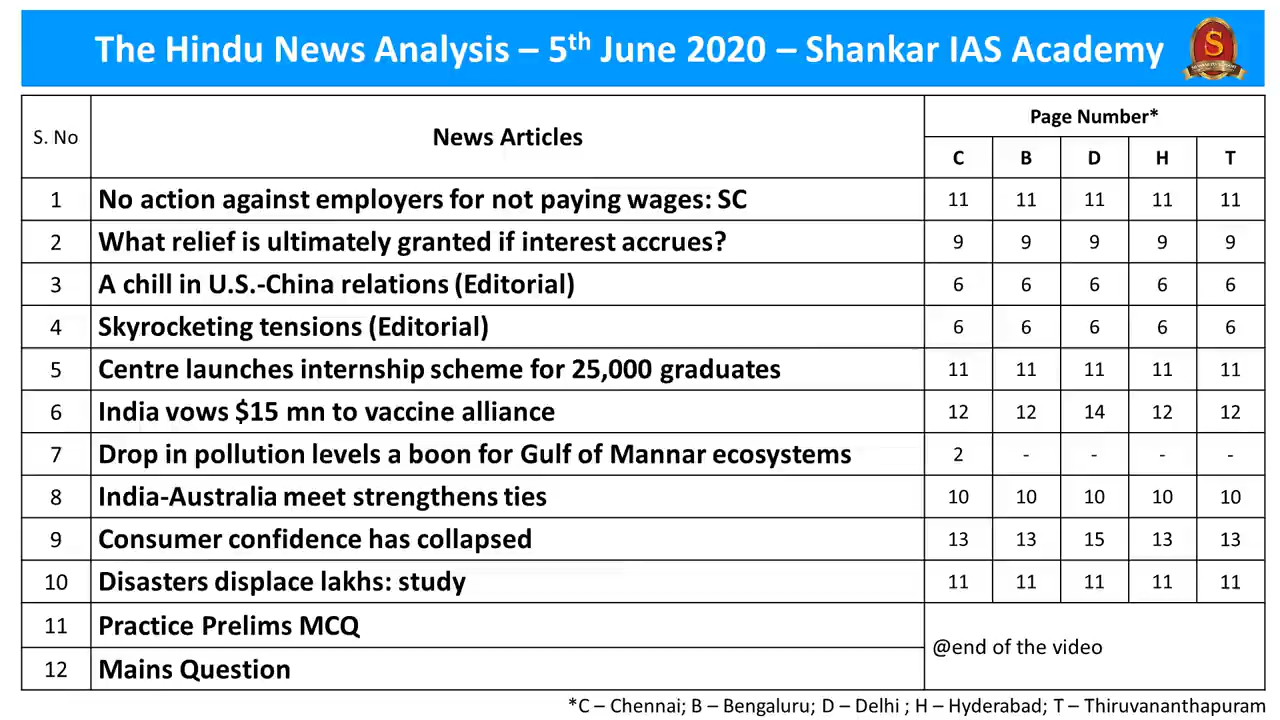 The Hindu News Analysis – 5th June 2020 – Shankar IAS Academy
S. No News Articles Page Number*
C B D H T
1 No action against employers for not paying wages: SC 11 11 11 11 11
2 What relief is ultimately granted if interest accrues? 9 9 9 9 9
3 A chill in U.S.-China relations (Editorial) 6 6 6 6 6
4 Skyrocketing tensions (Editorial) 6 6 6 6 6
5 Centre launches internship scheme for 25,000 graduates 11 11 11 11 11
6 India vows $15 mn to vaccine alliance 12 12 14 12 12
7 Drop in pollution levels a boon for Gulf of Mannar ecosystems 2 - - - -
8 India-Australia meet strengthens ties 10 10 10 10 10
9 Consumer confidence has collapsed 13 13 15 13 13
10 Disasters displace lakhs: study 11 11 11 11 11
11 Practice Prelims MCQ
@end of the video
12 Mains Question
*C – Chennai; B – Bengaluru; D – Delhi ; H – Hyderabad; T – Thiruvananthapuram